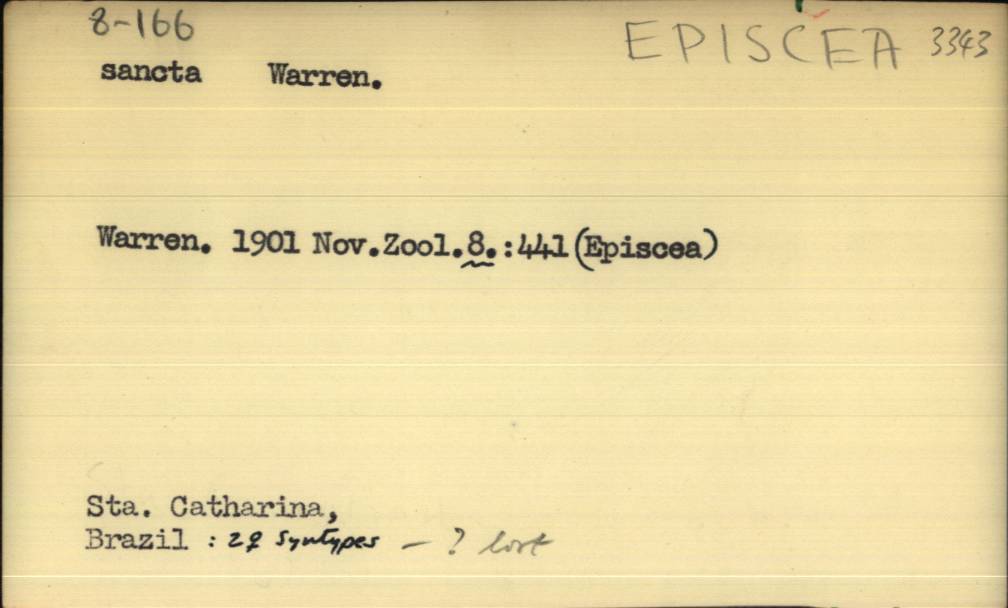 8-166
EPISCEA 3343
sancta Warren.
Warren. 1901 Nov.Zool.8.:441(Episcea)
Sta. Catharina,
Brazil : 2♀ syntypes – ? lost